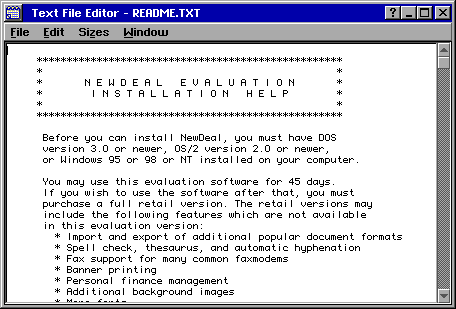 Text File Editor - README.TXT
File Edit Sizes Window
***************************************************
* *
* N E W D E A L E V A L U A T I O N *
* I N S T A L L A T I O N H E L P *
* *
***************************************************
Before you can install NewDeal, you must have DOS
version 3.0 or newer, OS/2 version 2.0 or newer,
or Windows 95 or 98 or NT installed on your computer.
You may use this evaluation software for 45 days.
If you wish to use the software after that, you must
purchase a full retail version. The retail versions may
include the following features which are not available
in this evaluation version:
* Import and export of additional popular document formats
* Spell check, thesaurus, and automatic hyphenation
* Fax support for many common faxmodems
* Banner printing
* Personal finance management
* Additional background images
* More fonts